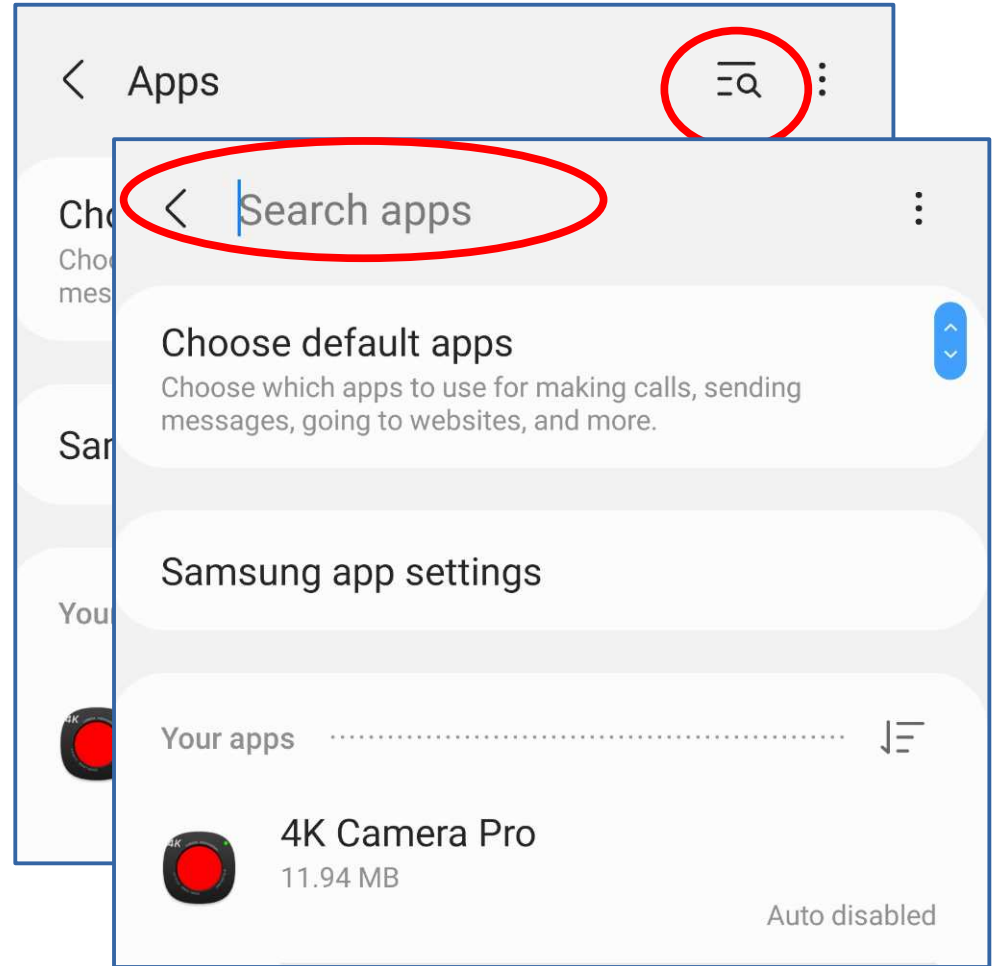 Apps
Cho
Choo
mes
Sar
You
Search apps
Choose default apps
Choose which apps to use for making calls, sending
messages, going to websites, and more.
Samsung app settings
Your apps
4K
4K Camera Pro
11.94 MB
Auto disabled